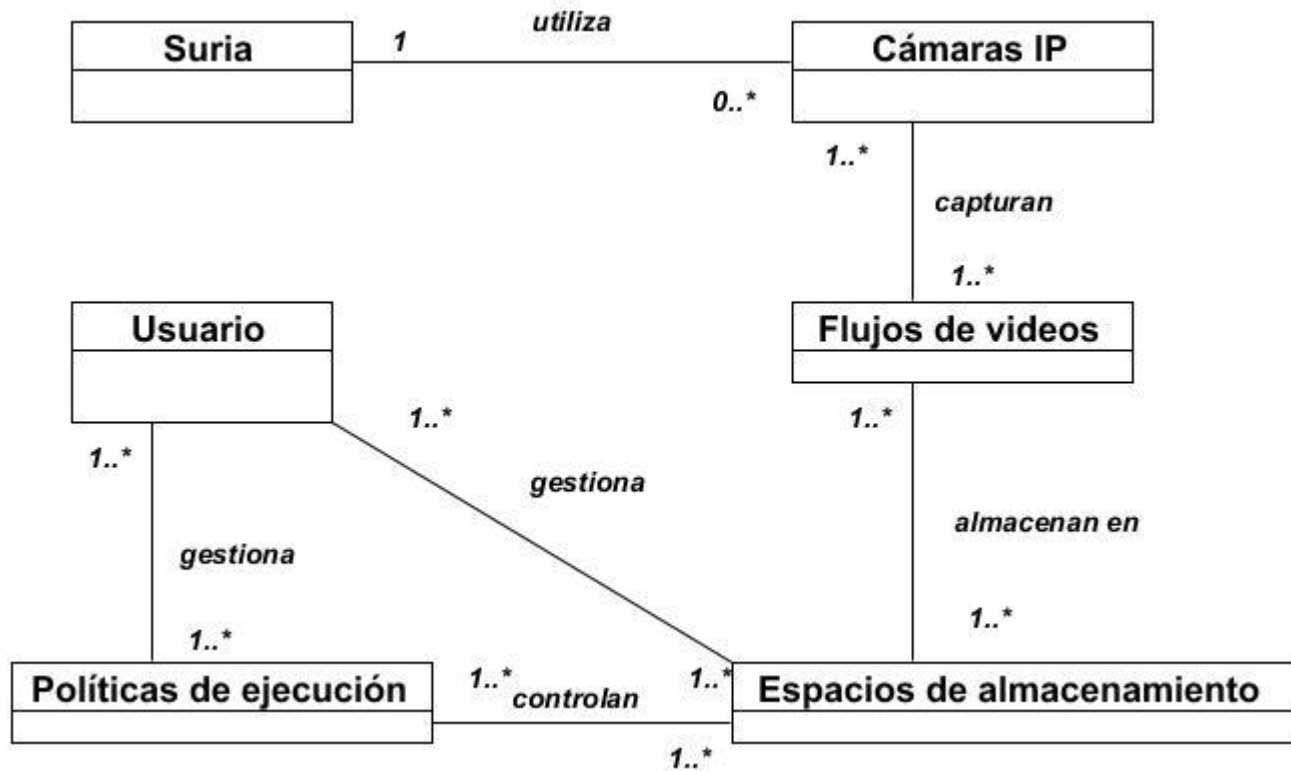 utiliza
Suria
1
Cámaras IP
0..*
1..*
capturan
1..*
Usuario
Flujos de videos
1..*
1..*
1..*
gestiona
almacenan en
gestiona
1..*
1..*
Políticas de ejecución
1..*
controlan
1..*
Espacios de almacenamiento
1..*